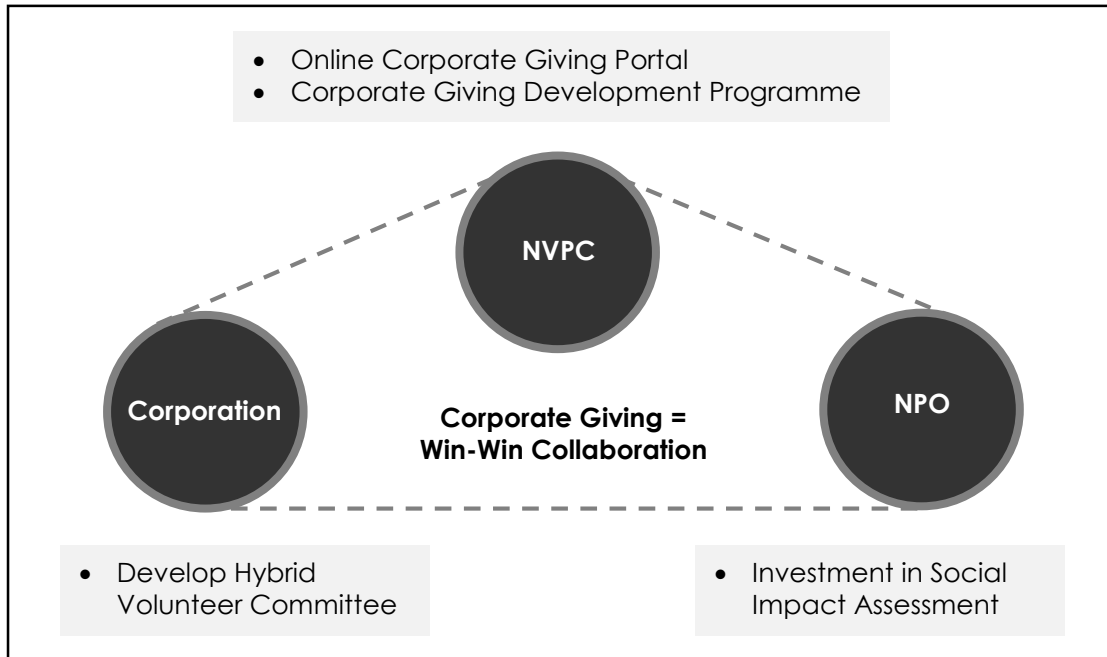 • Online Corporate Giving Portal
• Corporate Giving Development Programme
NVPC
Corporation
NPO
Corporate Giving =
Win-Win Collaboration
• Develop Hybrid
Volunteer Committee
• Investment in Social
Impact Assessment